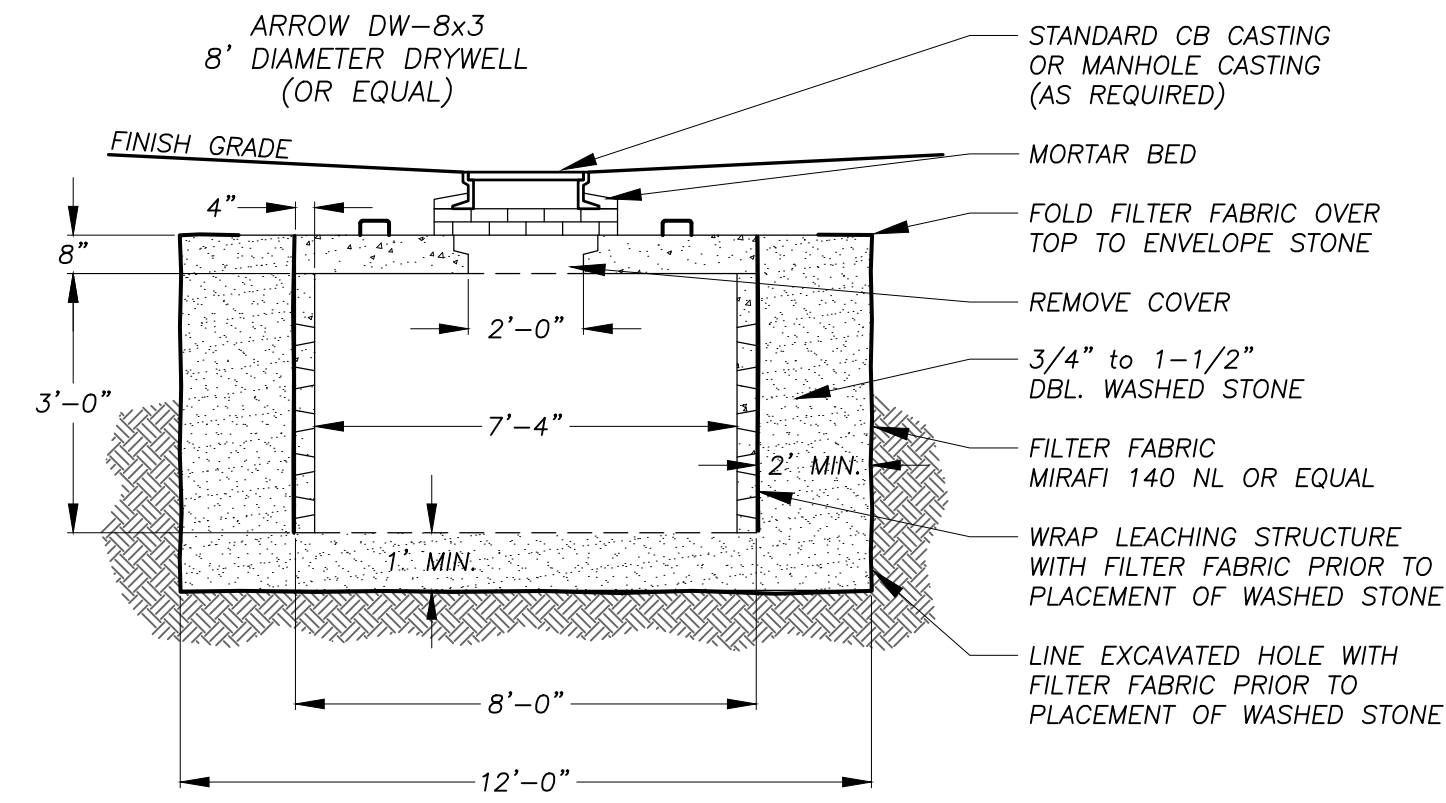 ARROW DW-8x3
8' DIAMETER DRYWELL
(OR EQUAL)
STANDARD CB CASTING
OR MANHOLE CASTING
(AS REQUIRED)
FINISH GRADE
MORTAR BED
4"
FOLD FILTER FABRIC OVER
TOP TO ENVELOPE STONE
8"
REMOVE COVER
2'-0"
3/4" to 1-1/2"
DBL. WASHED STONE
3'-0"
7'-4"
FILTER FABRIC
MIRAFI 140 NL OR EQUAL
2' MIN.
WRAP LEACHING STRUCTURE
WITH FILTER FABRIC PRIOR TO
PLACEMENT OF WASHED STONE
1' MIN.
LINE EXCAVATED HOLE WITH
FILTER FABRIC PRIOR TO
PLACEMENT OF WASHED STONE
8'-0"
12'-0"